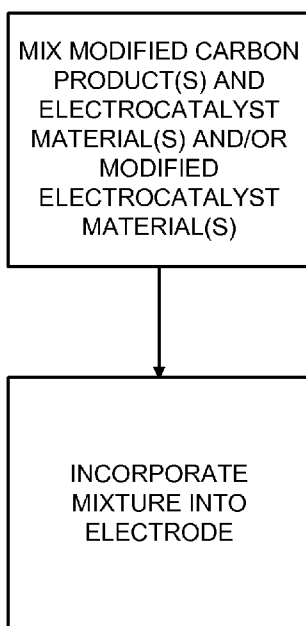 MIX MODIFIED CARBON
PRODUCT(S) AND
ELECTROCATALYST
MATERIAL(S) AND/OR
MODIFIED
ELECTROCATALYST
MATERIAL(S)
INCORPORATE
MIXTURE INTO
ELECTRODE